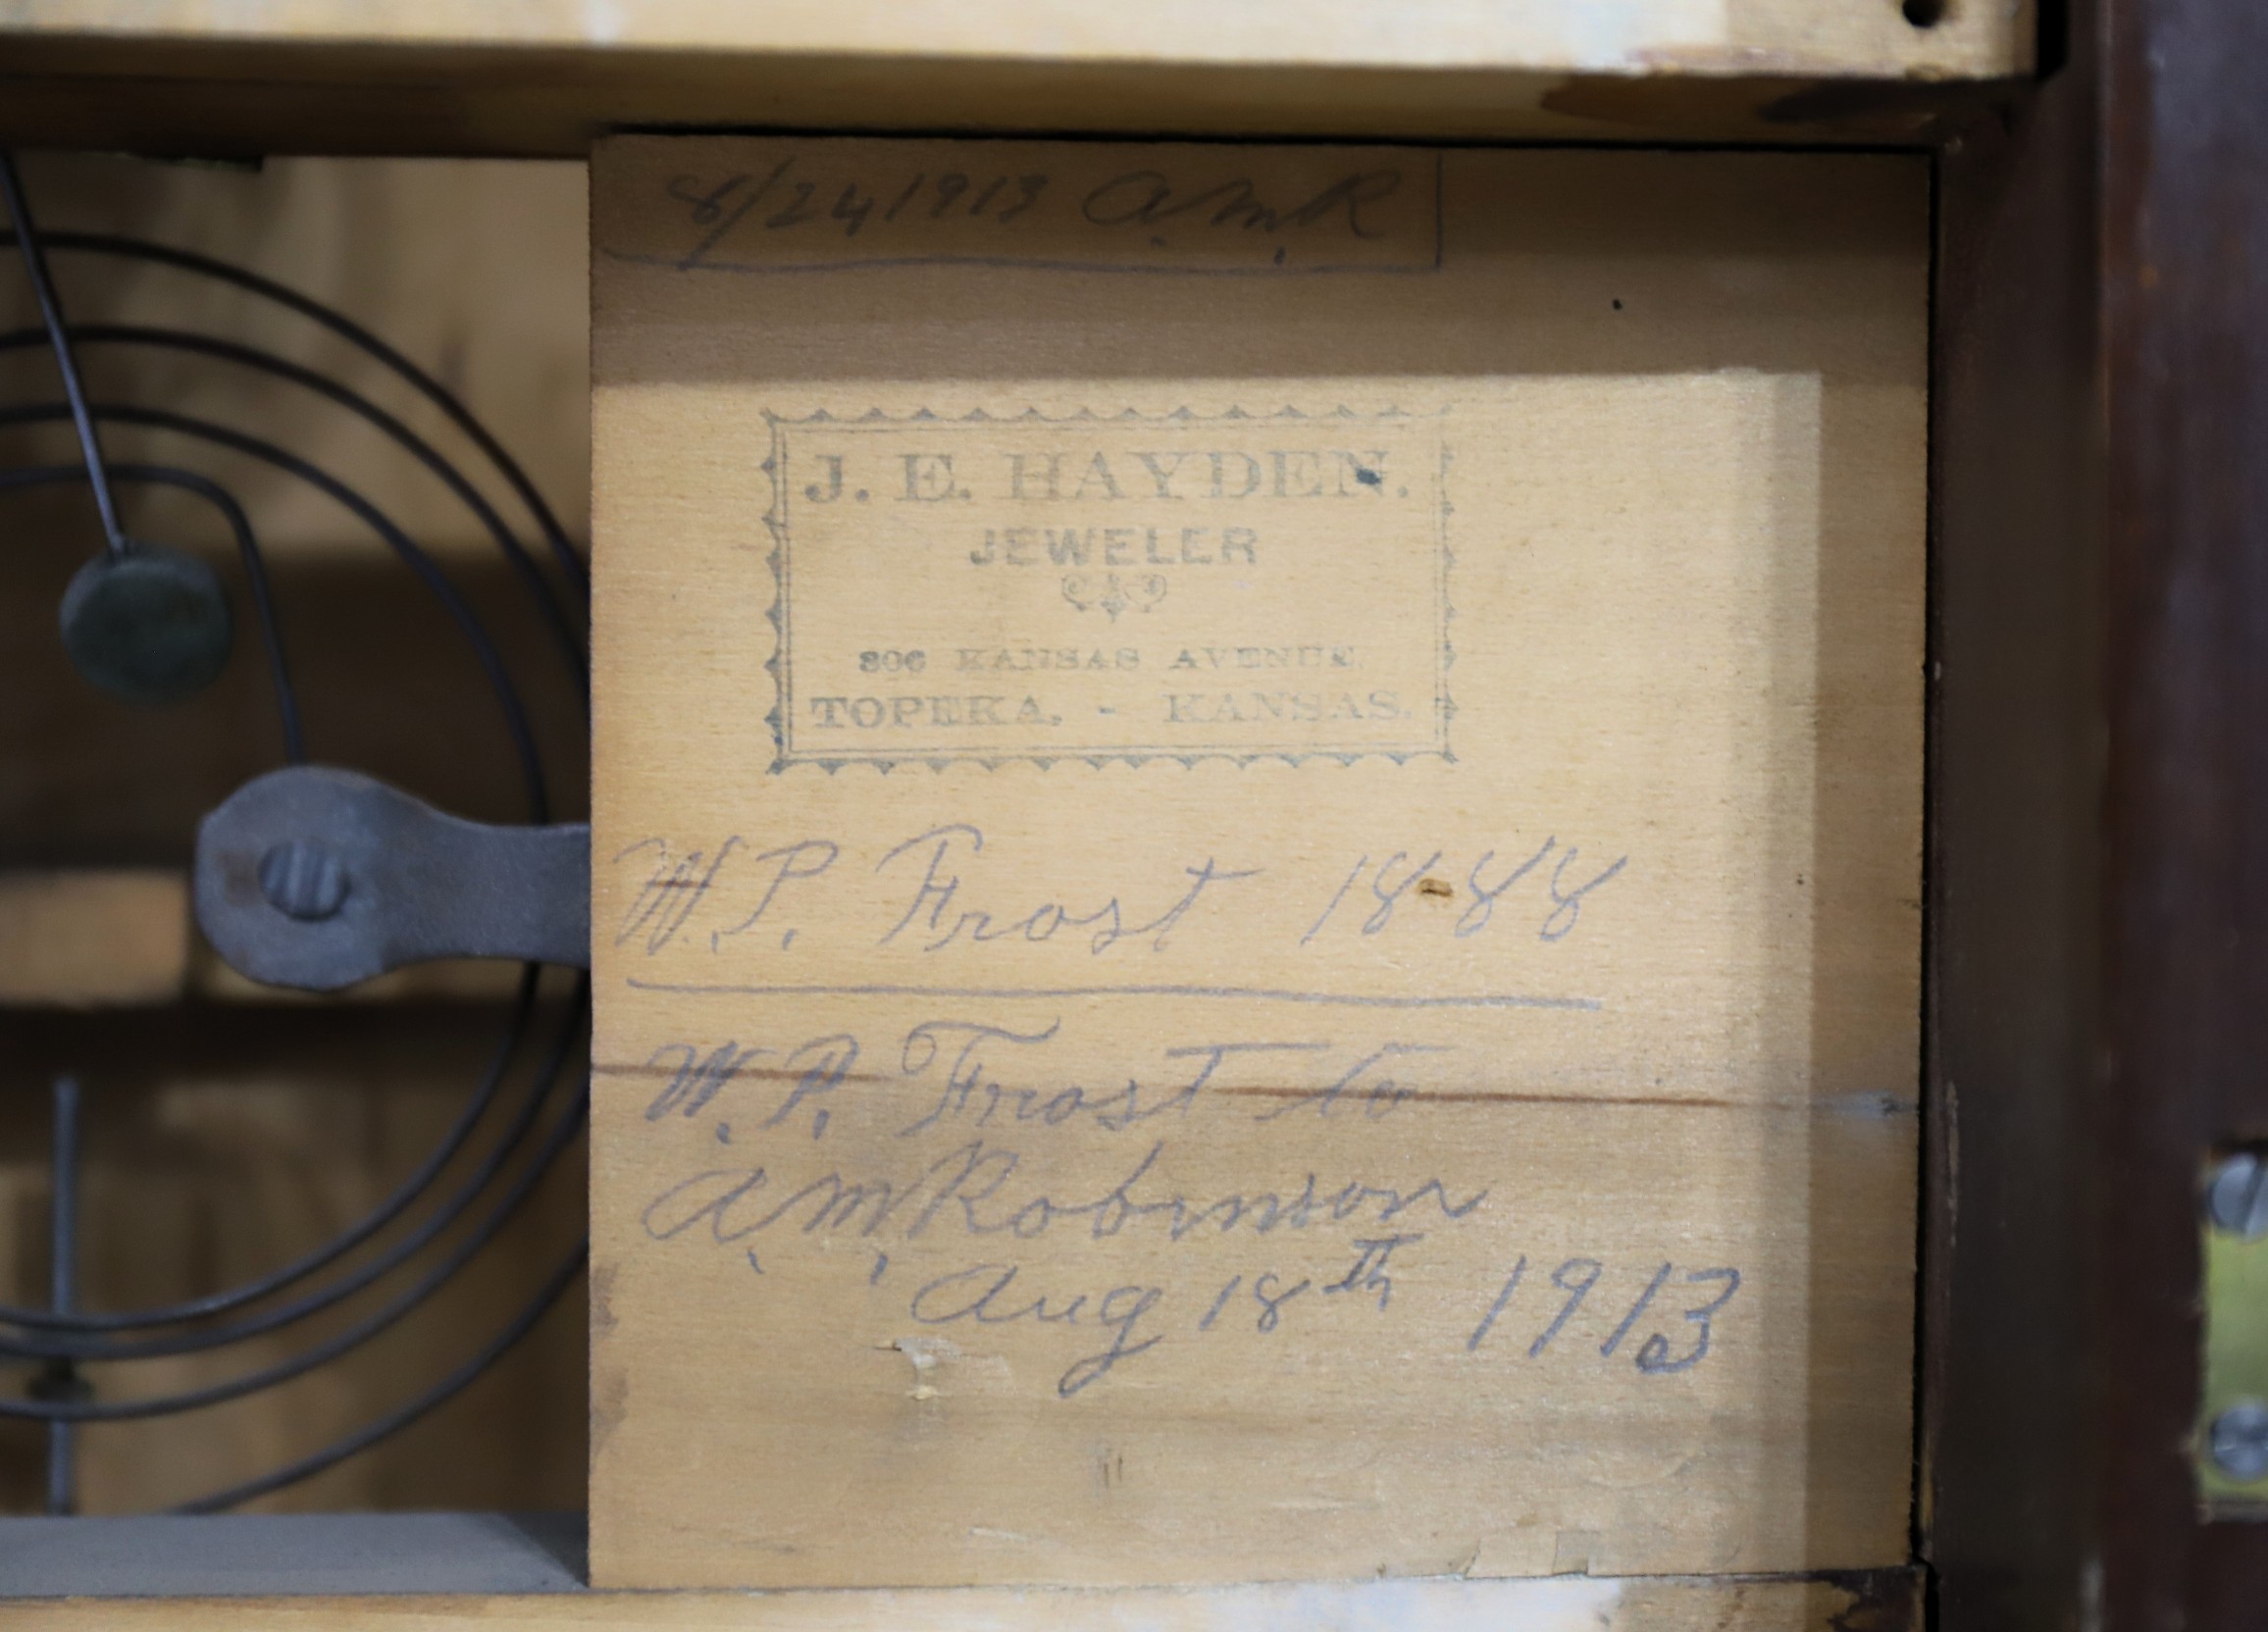 8/24 1913 A.M.R
J. E. HAYDEN.
JEWELER
806 KANSAS AVENUE
TOPEKA. - KANSAS.
W.P. Frost 1888
W.P. Frost to
A.M. Robinson
Aug 18th 1913